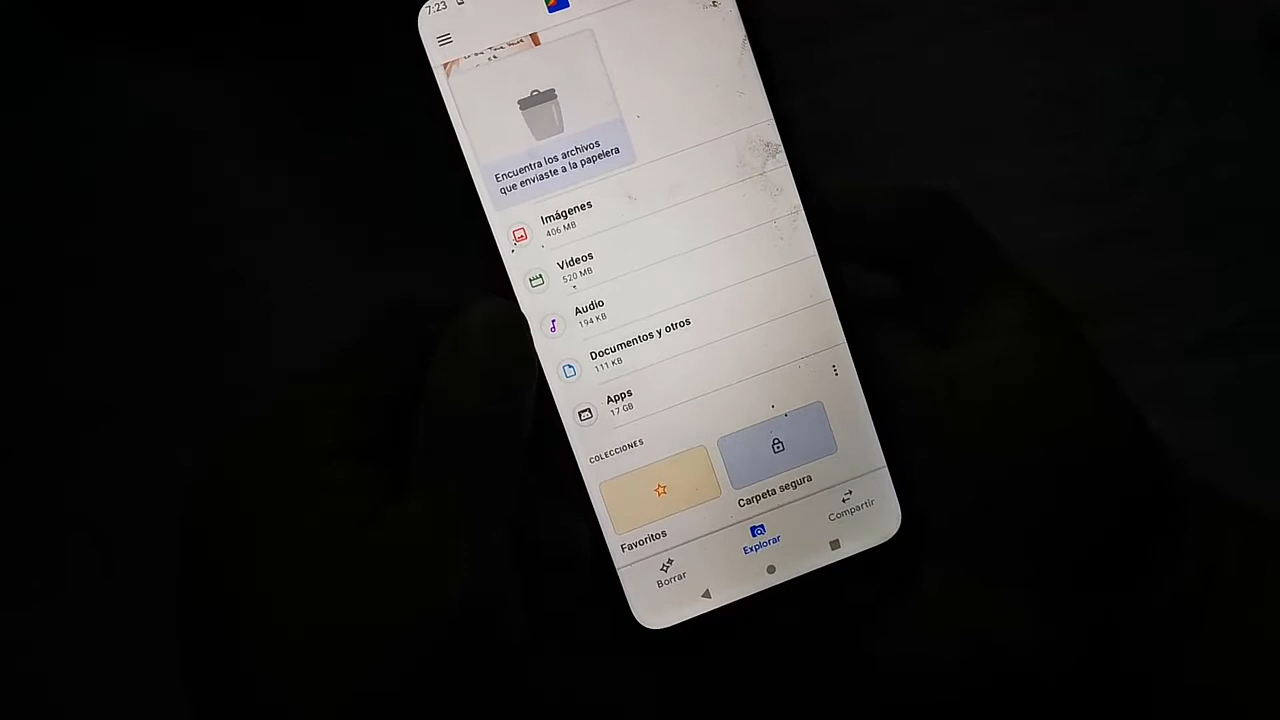 7:23
Encuentra los archivos
que enviaste a la papelera
Imágenes
406 MB
Videos
520 MB
Audio
194 KB
Documentos y otros
111 KB
Apps
17 GB
COLECCIONES
Favoritos
Carpeta segura
Borrar
Explorar
Compartir